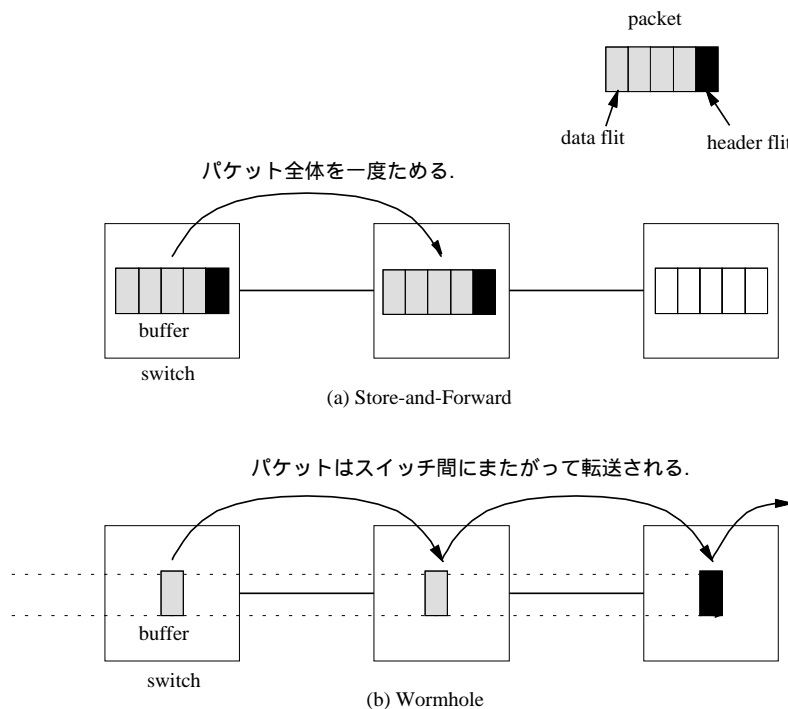 packet
data flit
header flit
パケット全体を一度ためる.
buffer
switch
(a) Store-and-Forward
パケットはスイッチ間にまたがって転送される.
buffer
switch
(b) Wormhole